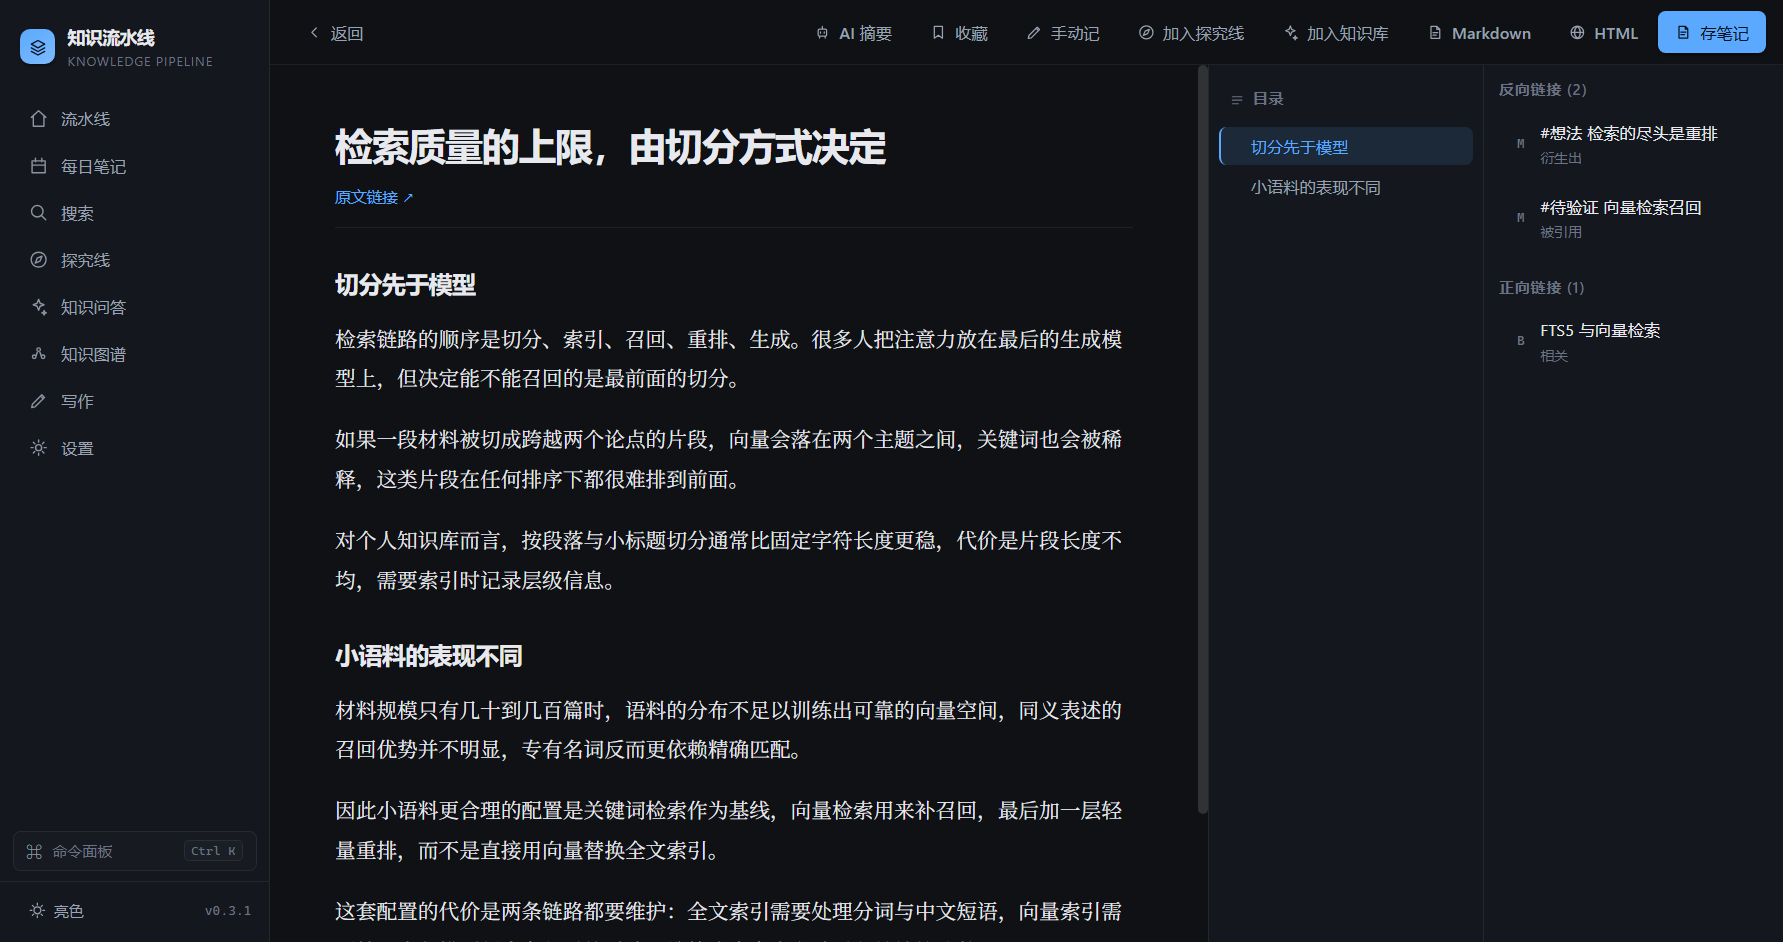 知识流水线
KNOWLEDGE PIPELINE
流水线
每日笔记
搜索
探究线
知识问答
知识图谱
写作
设置
命令面板 Ctrl K
亮色 v0.3.1
返回
AI 摘要
收藏
手动记
加入探究线
加入知识库
Markdown
HTML
存笔记
检索质量的上限，由切分方式决定
原文链接 ↗
切分先于模型
检索链路的顺序是切分、索引、召回、重排、生成。很多人把注意力放在最后的生成模
型上，但决定能不能召回的是最前面的切分。
如果一段材料被切成跨越两个论点的片段，向量会落在两个主题之间，关键词也会被稀
释，这类片段在任何排序下都很难排到前面。
对个人知识库而言，按段落与小标题切分通常比固定字符长度更稳，代价是片段长度不
均，需要索引时记录层级信息。
小语料的表现不同
材料规模只有几十到几百篇时，语料的分布不足以训练出可靠的向量空间，同义表述的
召回优势并不明显，专有名词反而更依赖精确匹配。
因此小语料更合理的配置是关键词检索作为基线，向量检索用来补召回，最后加一层轻
量重排，而不是直接用向量替换全文索引。
这套配置的代价是两条链路都要维护：全文索引需要处理分词与中文短语，向量索引需
目录
切分先于模型
小语料的表现不同
反向链接 (2)
M #想法 检索的尽头是重排
衍生出
M #待验证 向量检索召回
被引用
正向链接 (1)
B FTS5 与向量检索
相关